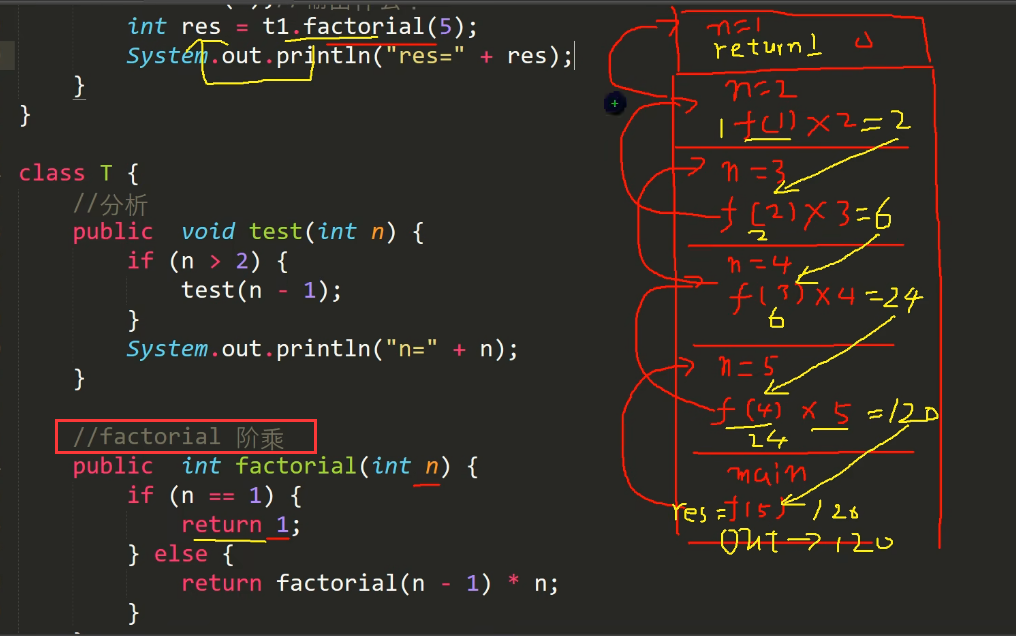 int res = t1.factorial(5);
System.out.println("res=" + res);
}
}
class T {
//分析
public void test(int n) {
if (n > 2) {
test(n - 1);
}
System.out.println("n=" + n);
}
//factorial 阶乘
public int factorial(int n) {
if (n == 1) {
return 1;
} else {
return factorial(n - 1) * n;
}
n=1
return1
n=2
1 f(1)×2=2
n=3
f(2)×3=6
2
n=4
f(3)×4=24
6
n=5
f(4)×5=120
24
main
res=f(5) 120
out→120